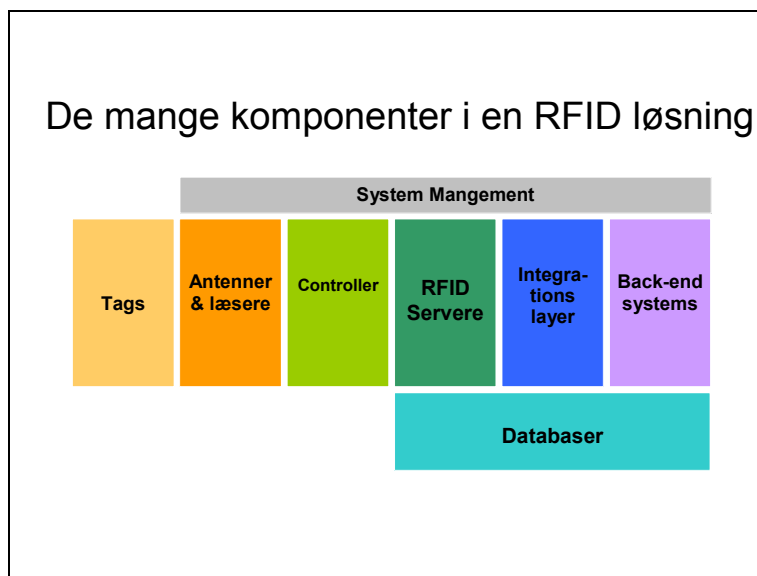 De mange komponenter i en RFID løsning
System Mangement
Tags
Antenner
& læsere
Controller
RFID
Servere
Integra-
tions
layer
Back-end
systems
Databaser